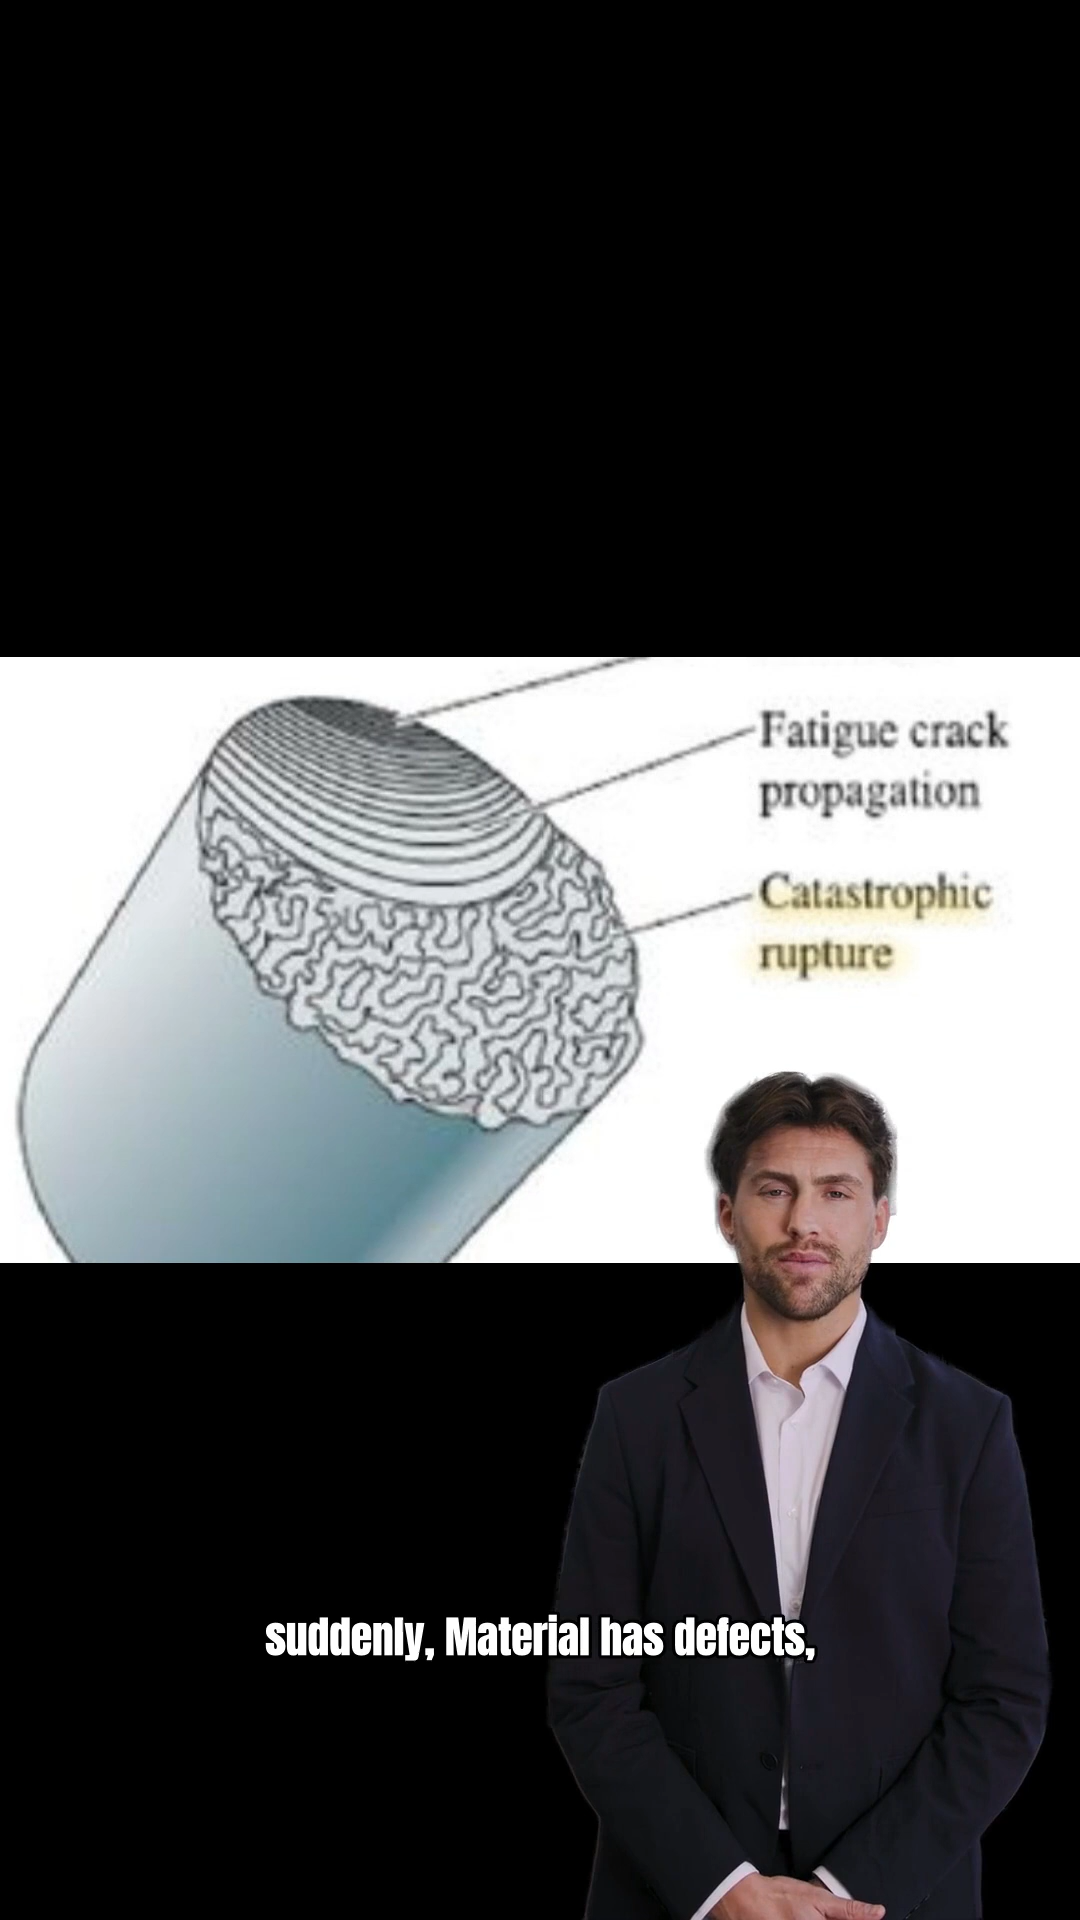 Fatigue crack
propagation
Catastrophic
rupture
suddenly, Material has defects,